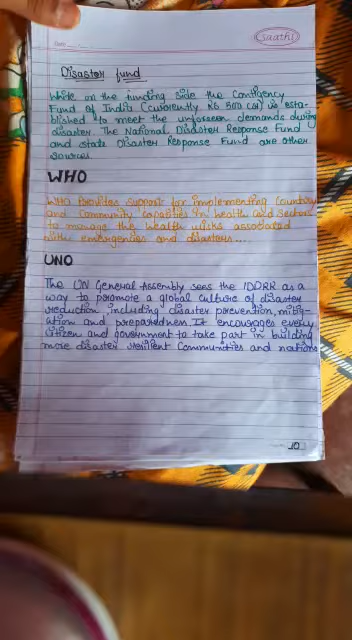 Saathi
Date
Disaster fund
While on the funding side the Contigency
Fund of India (currently Rs 500 cr) is esta-
blished to meet the unforseen demands during
disaster. The National Disaster Response Fund
and state Disaster Response Fund are other
sources.
WHO
WHO Provides support for implementing Country
and Community capacities in health and sectors
to manage the health risks associated
with emergencies and disasters....
UNO
The UN General Assembly sees the IDDRR as a
way to promote a global culture of disaster
reduction, including disaster prevention, mitig-
ation and preparedness. It encourages every
citizen and government to take part in building
more disaster resilient Communities and nations
10